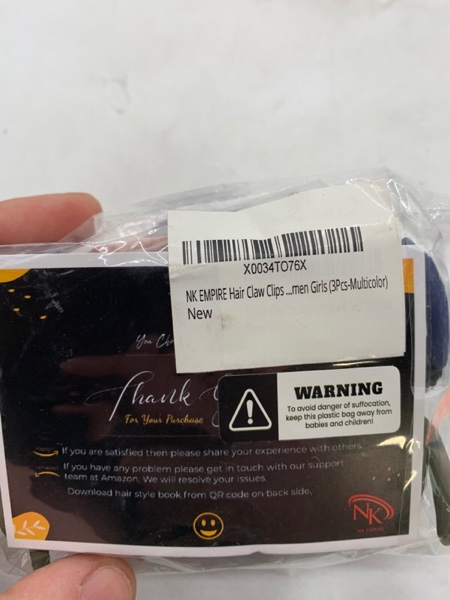 X0034TO76X
NK EMPIRE Hair Claw Clips ...men Girls (3Pcs-Multicolor)
New
You
Thank
For Your Purchase
WARNING
To avoid danger of suffocation,
keep this plastic bag away from
babies and children!
If you are satisfied then please share your experience with others.
If you have any problem please get in touch with our support
team at Amazon. We will resolve your issues.
Download hair style book from QR code on back side.
NK